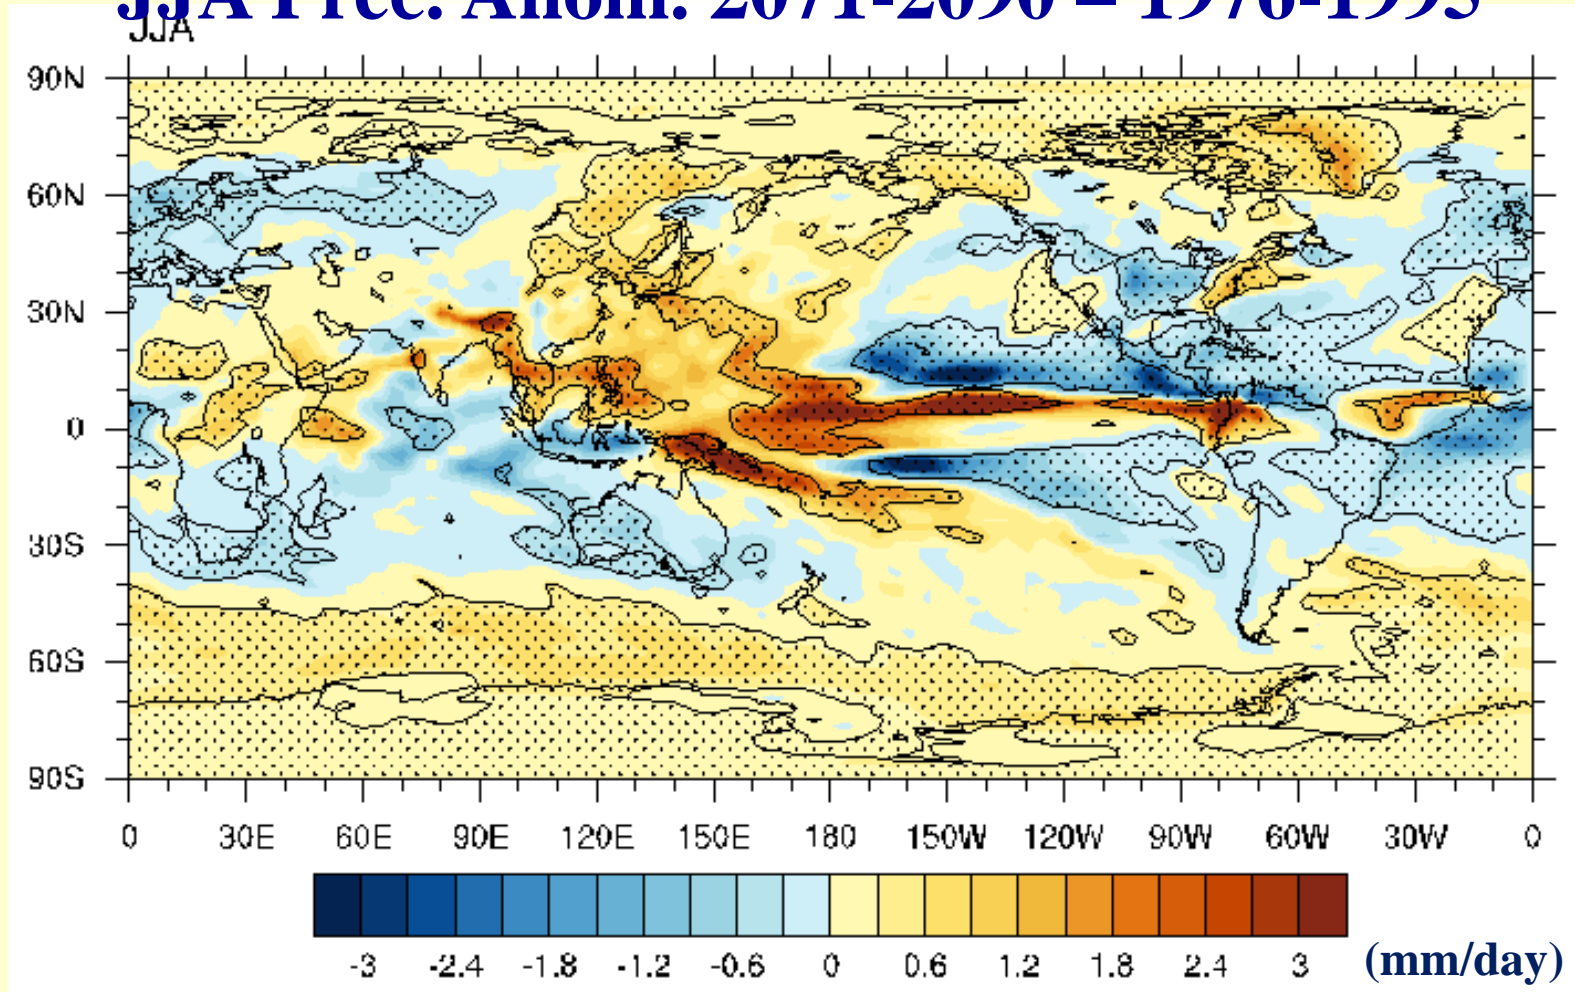 JJA Prec. Anom. 2071-2090 – 1976-1995
JJA
90N
60N
30N
0
30S
60S
90S
0 30E 60E 90E 120E 150E 180 150W 120W 90W 60W 30W 0
-3 -2.4 -1.8 -1.2 -0.6 0 0.6 1.2 1.8 2.4 3 (mm/day)